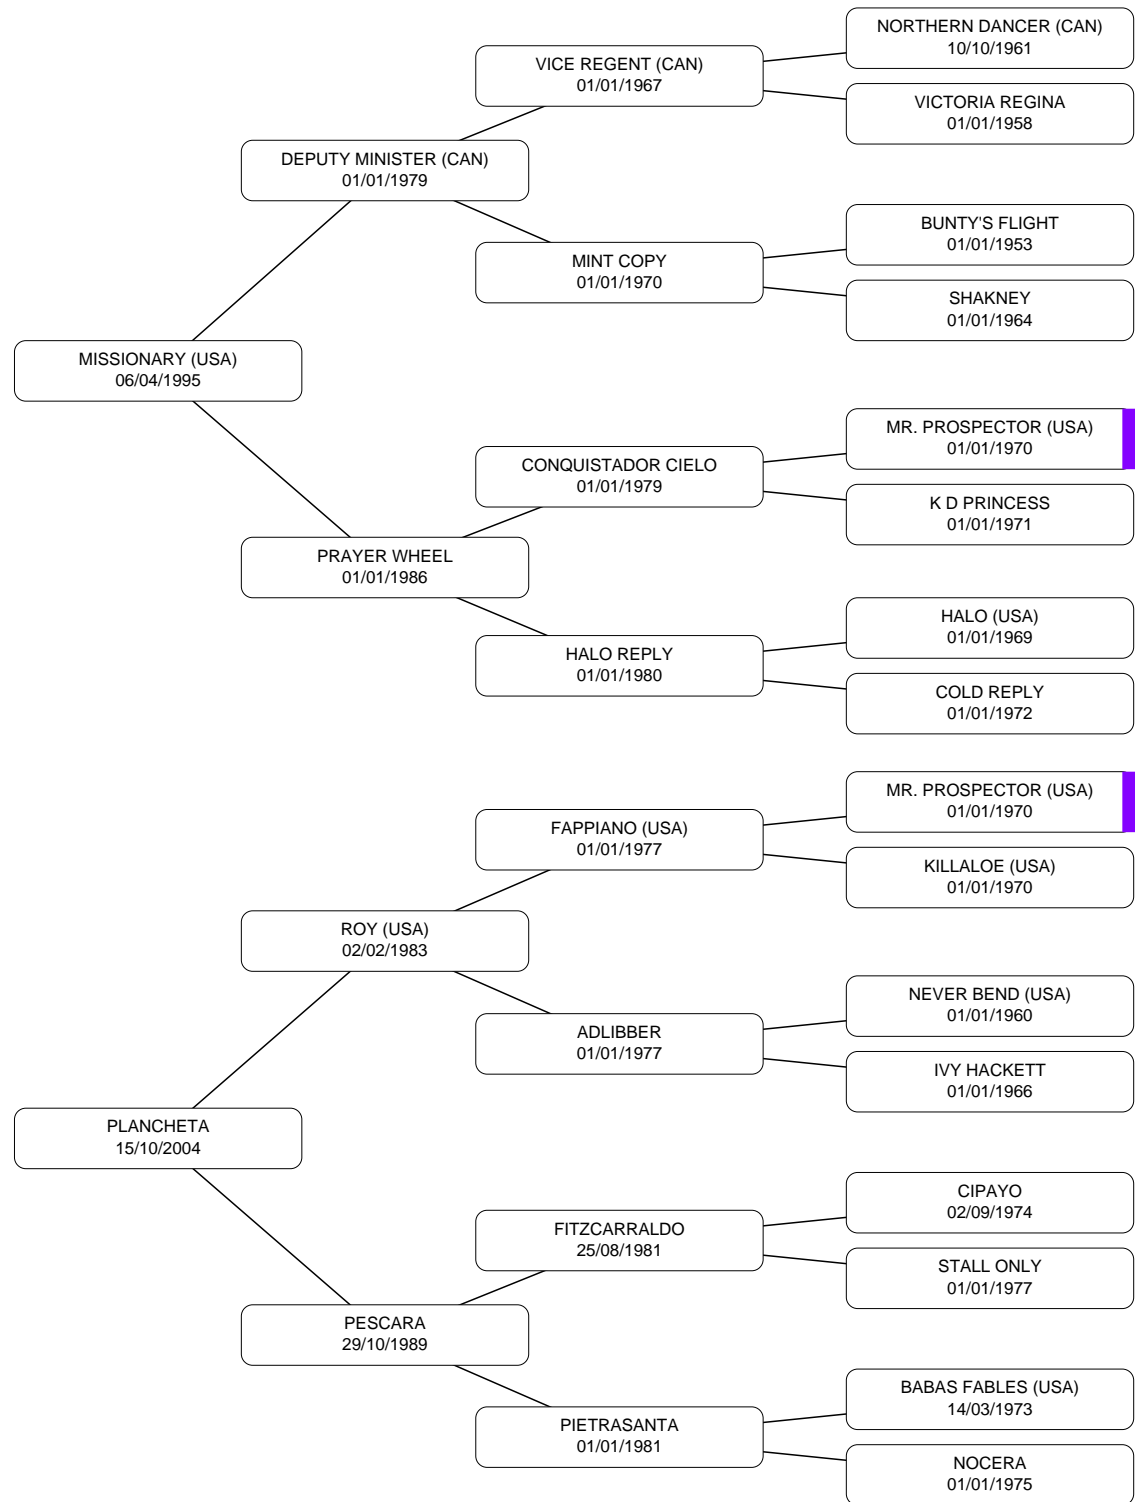 NORTHERN DANCER (CAN)
10/10/1961
VICE REGENT (CAN)
01/01/1967
VICTORIA REGINA
01/01/1958
DEPUTY MINISTER (CAN)
01/01/1979
BUNTY'S FLIGHT
01/01/1953
MINT COPY
01/01/1970
SHAKNEY
01/01/1964
MISSIONARY (USA)
06/04/1995
MR. PROSPECTOR (USA)
01/01/1970
CONQUISTADOR CIELO
01/01/1979
K D PRINCESS
01/01/1971
PRAYER WHEEL
01/01/1986
HALO (USA)
01/01/1969
HALO REPLY
01/01/1980
COLD REPLY
01/01/1972
MR. PROSPECTOR (USA)
01/01/1970
FAPPIANO (USA)
01/01/1977
KILLALOE (USA)
01/01/1970
ROY (USA)
02/02/1983
NEVER BEND (USA)
01/01/1960
ADLIBBER
01/01/1977
IVY HACKETT
01/01/1966
PLANCHETA
15/10/2004
CIPAYO
02/09/1974
FITZCARRALDO
25/08/1981
STALL ONLY
01/01/1977
PESCARA
29/10/1989
BABAS FABLES (USA)
14/03/1973
PIETRASANTA
01/01/1981
NOCERA
01/01/1975